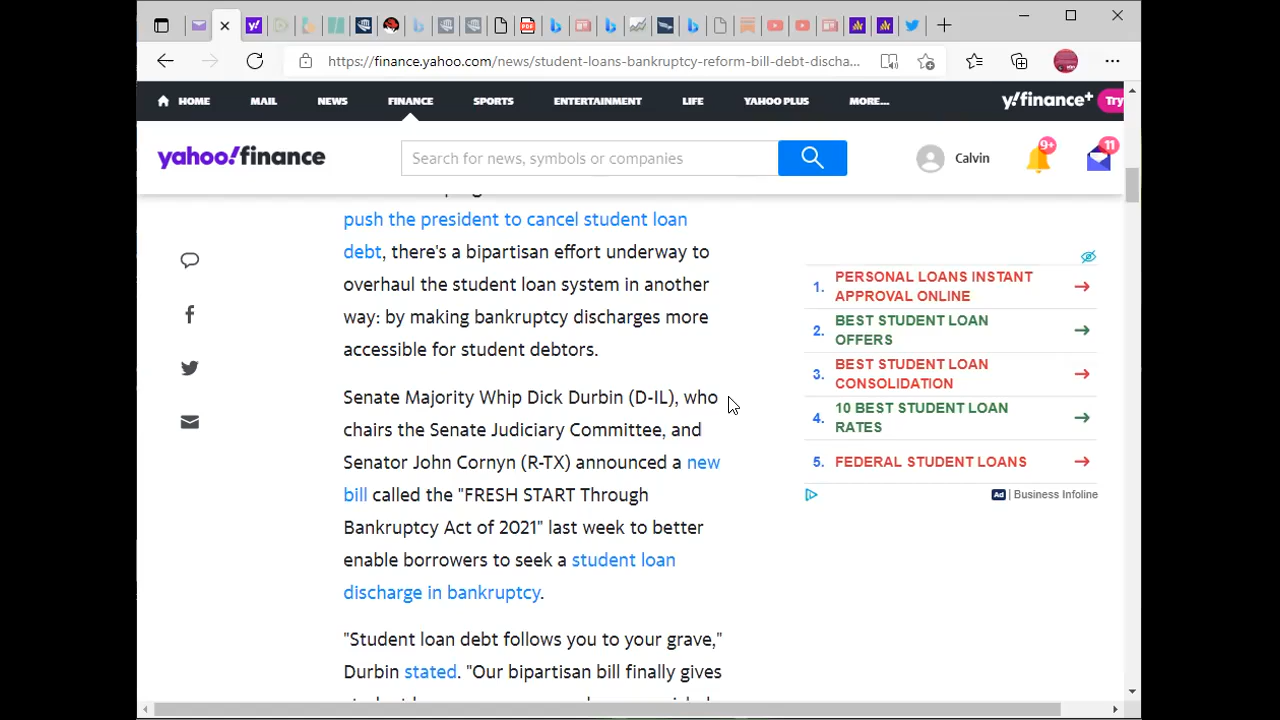 https://finance.yahoo.com/news/student-loans-bankruptcy-reform-bill-debt-discha...
HOME MAIL NEWS FINANCE SPORTS ENTERTAINMENT LIFE YAHOO PLUS MORE... y!finance+ Try
yahoo!finance
Search for news, symbols or companies
Calvin
9+
11
push the president to cancel student loan
debt, there's a bipartisan effort underway to
overhaul the student loan system in another
way: by making bankruptcy discharges more
accessible for student debtors.
Senate Majority Whip Dick Durbin (D-IL), who
chairs the Senate Judiciary Committee, and
Senator John Cornyn (R-TX) announced a new
bill called the "FRESH START Through
Bankruptcy Act of 2021" last week to better
enable borrowers to seek a student loan
discharge in bankruptcy.
"Student loan debt follows you to your grave,"
Durbin stated. "Our bipartisan bill finally gives
1. PERSONAL LOANS INSTANT
APPROVAL ONLINE
2. BEST STUDENT LOAN
OFFERS
3. BEST STUDENT LOAN
CONSOLIDATION
4. 10 BEST STUDENT LOAN
RATES
5. FEDERAL STUDENT LOANS
Ad | Business Infoline